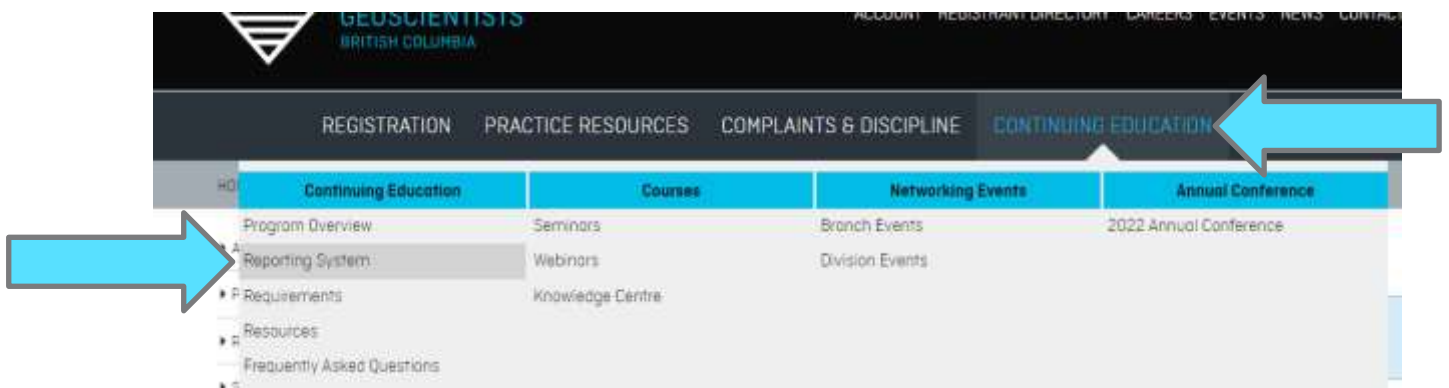 GEOSCIENTISTS
BRITISH COLUMBIA
ACCOUNT REGISTRANT DIRECTORY CAREERS EVENTS NEWS CONTACT
REGISTRATION PRACTICE RESOURCES COMPLAINTS & DISCIPLINE CONTINUING EDUCATION
Continuing Education Courses Networking Events Annual Conference
Program Overview Seminars Branch Events 2022 Annual Conference
Reporting System Webinars Division Events
Requirements Knowledge Centre
Resources
Frequently Asked Questions